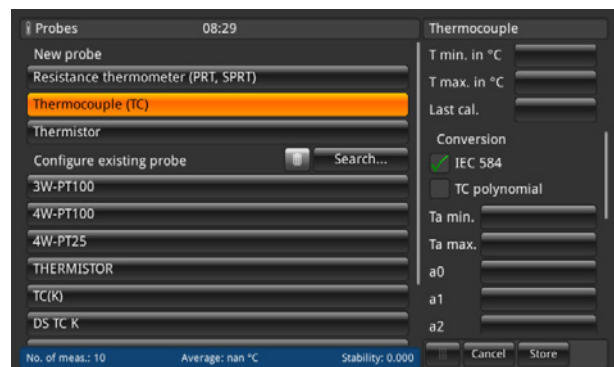 Probes 08:29
New probe
Resistance thermometer (PRT, SPRT)
Thermocouple (TC)
Thermistor
Configure existing probe Search...
3W-PT100
4W-PT100
4W-PT25
THERMISTOR
TC(K)
DS TC K
No. of meas.: 10 Average: nan °C Stability: 0.000
Thermocouple
T min. in °C
T max. in °C
Last cal.
Conversion
IEC 584
TC polynomial
Ta min.
Ta max.
a0
a1
a2
Cancel Store